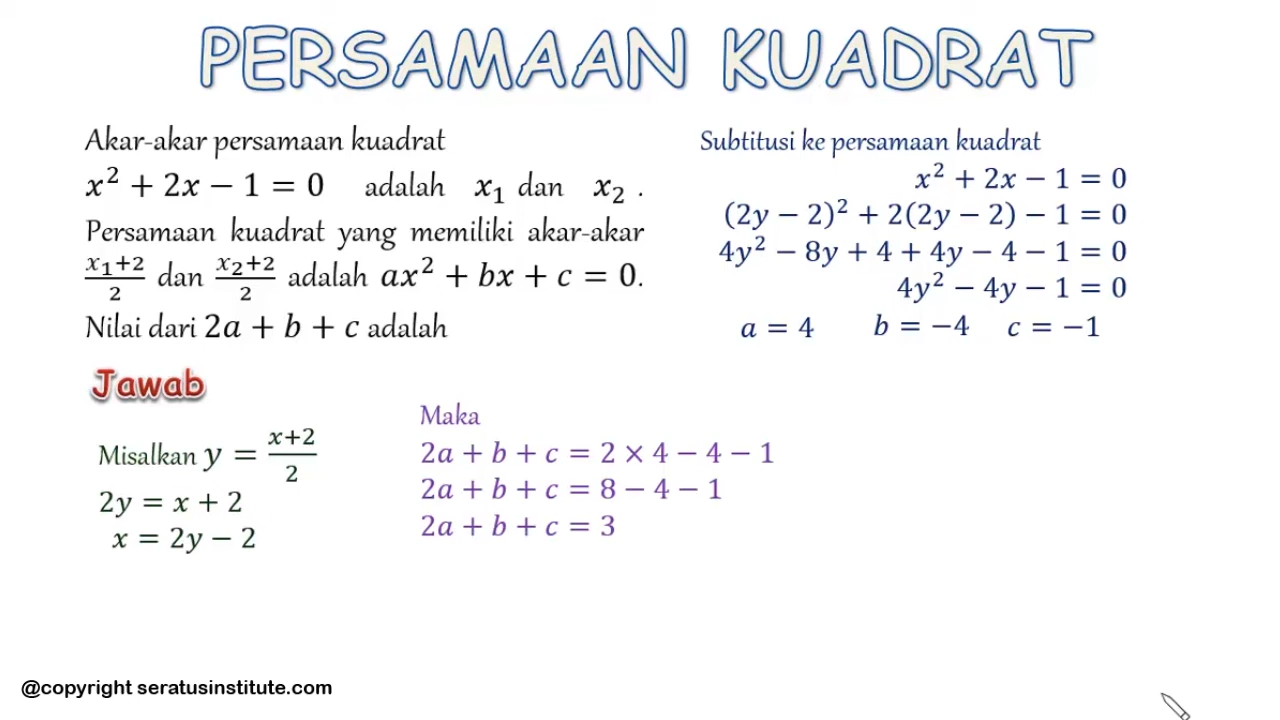 PERSAMAAN KUADRAT
Akar-akar persamaan kuadrat
x² + 2x − 1 = 0 adalah x₁ dan x₂ .
Persamaan kuadrat yang memiliki akar-akar
(x₁+2)/2 dan (x₂+2)/2 adalah ax² + bx + c = 0.
Nilai dari 2a + b + c adalah
Jawab
Misalkan y = (x+2)/2
2y = x + 2
x = 2y − 2
Maka
2a + b + c = 2 × 4 − 4 − 1
2a + b + c = 8 − 4 − 1
2a + b + c = 3
Subtitusi ke persamaan kuadrat
x² + 2x − 1 = 0
(2y − 2)² + 2(2y − 2) − 1 = 0
4y² − 8y + 4 + 4y − 4 − 1 = 0
4y² − 4y − 1 = 0
a = 4 b = −4 c = −1
@copyright seratusinstitute.com